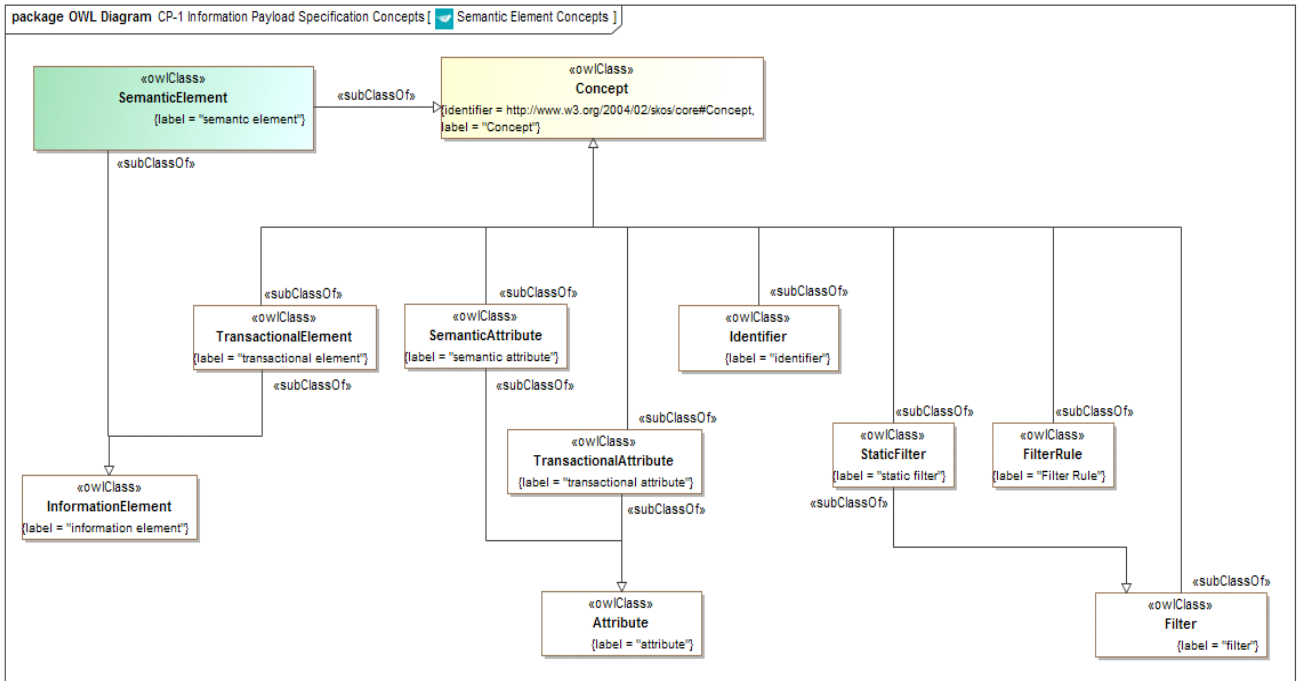 package OWL Diagram CP-1 Information Payload Specification Concepts [ Semantic Element Concepts ]
«owlClass»
SemanticElement
{label = "semantc element"}
«subClassOf»
«owlClass»
Concept
{identifier = http://www.w3.org/2004/02/skos/core#Concept,
label = "Concept"}
«subClassOf»
«subClassOf»
«owlClass»
TransactionalElement
{label = "transactional element"}
«subClassOf»
«subClassOf»
«owlClass»
SemanticAttribute
{label = "semantic attribute"}
«subClassOf»
«subClassOf»
«owlClass»
Identifier
{label = "identifier"}
«subClassOf»
«owlClass»
TransactionalAttribute
{label = "transactional attribute"}
«subClassOf»
«subClassOf»
«owlClass»
StaticFilter
{label = "static filter"}
«subClassOf»
«subClassOf»
«owlClass»
FilterRule
{label = "Filter Rule"}
«owlClass»
InformationElement
{label = "information element"}
«owlClass»
Attribute
{label = "attribute"}
«subClassOf»
«owlClass»
Filter
{label = "filter"}